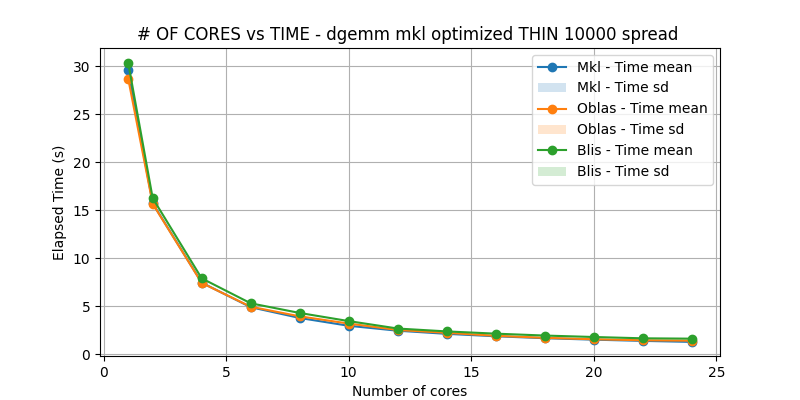 # OF CORES vs TIME - dgemm mkl optimized THIN 10000 spread
Elapsed Time (s)
30
25
20
15
10
5
0
Mkl - Time mean
Mkl - Time sd
Oblas - Time mean
Oblas - Time sd
Blis - Time mean
Blis - Time sd
0 5 10 15 20 25
Number of cores